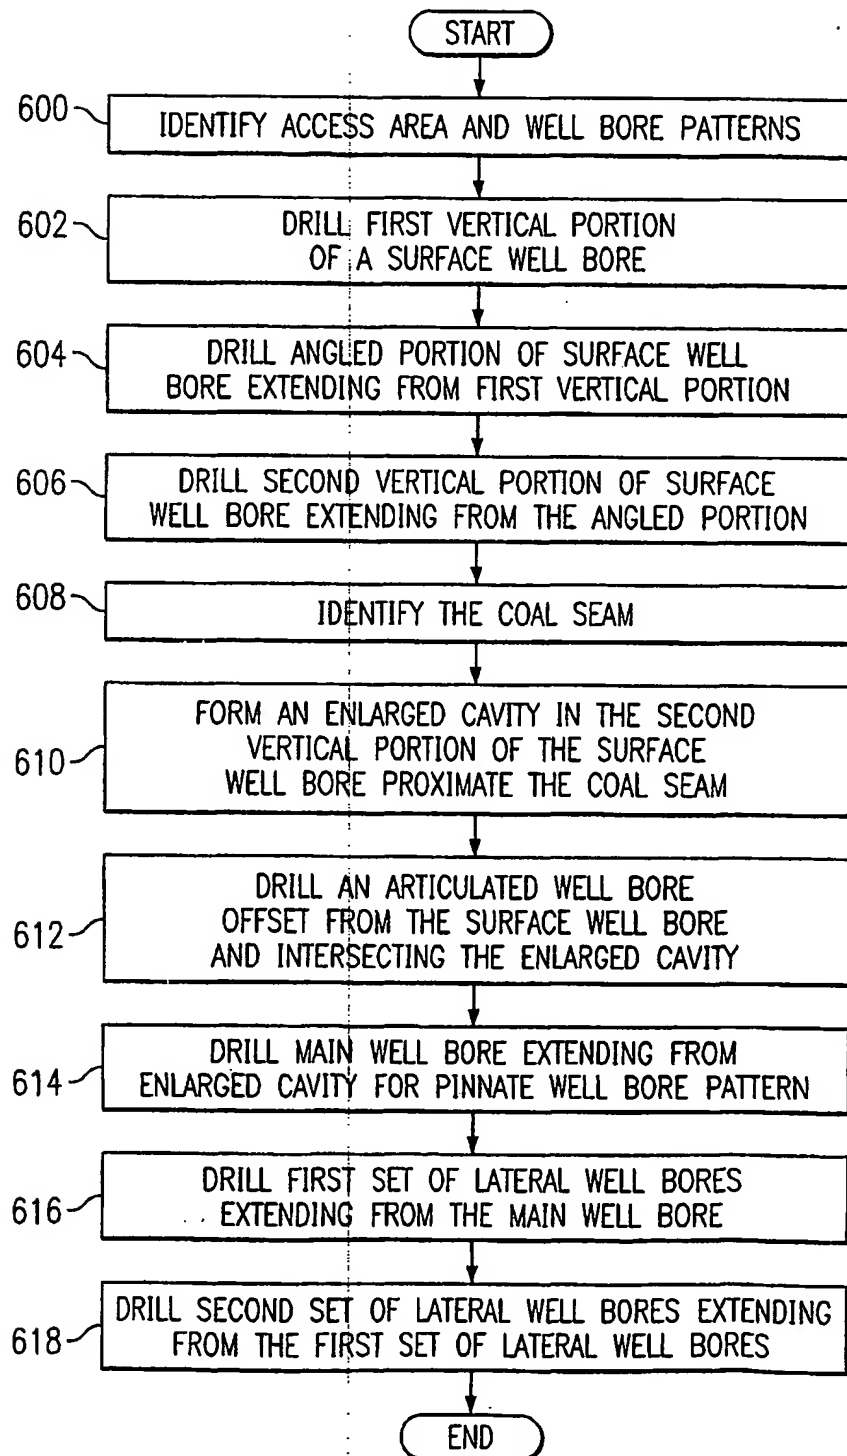 START
600
IDENTIFY ACCESS AREA AND WELL BORE PATTERNS
602
DRILL FIRST VERTICAL PORTION
OF A SURFACE WELL BORE
604
DRILL ANGLED PORTION OF SURFACE WELL
BORE EXTENDING FROM FIRST VERTICAL PORTION
606
DRILL SECOND VERTICAL PORTION OF SURFACE
WELL BORE EXTENDING FROM THE ANGLED PORTION
608
IDENTIFY THE COAL SEAM
610
FORM AN ENLARGED CAVITY IN THE SECOND
VERTICAL PORTION OF THE SURFACE
WELL BORE PROXIMATE THE COAL SEAM
612
DRILL AN ARTICULATED WELL BORE
OFFSET FROM THE SURFACE WELL BORE
AND INTERSECTING THE ENLARGED CAVITY
614
DRILL MAIN WELL BORE EXTENDING FROM
ENLARGED CAVITY FOR PINNATE WELL BORE PATTERN
616
DRILL FIRST SET OF LATERAL WELL BORES
EXTENDING FROM THE MAIN WELL BORE
618
DRILL SECOND SET OF LATERAL WELL BORES EXTENDING
FROM THE FIRST SET OF LATERAL WELL BORES
END